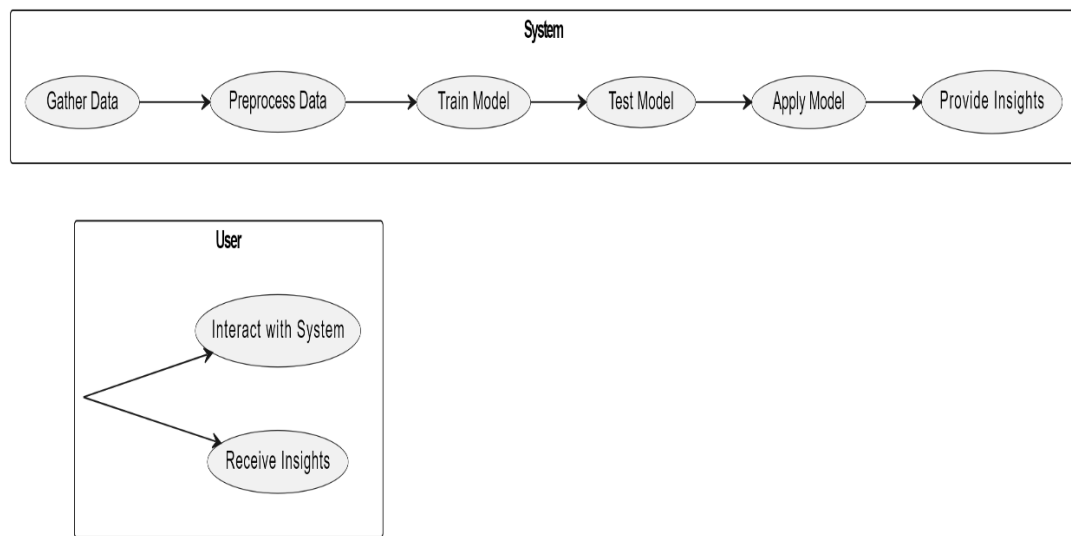 System
Gather Data
Preprocess Data
Train Model
Test Model
Apply Model
Provide Insights
User
Interact with System
Receive Insights